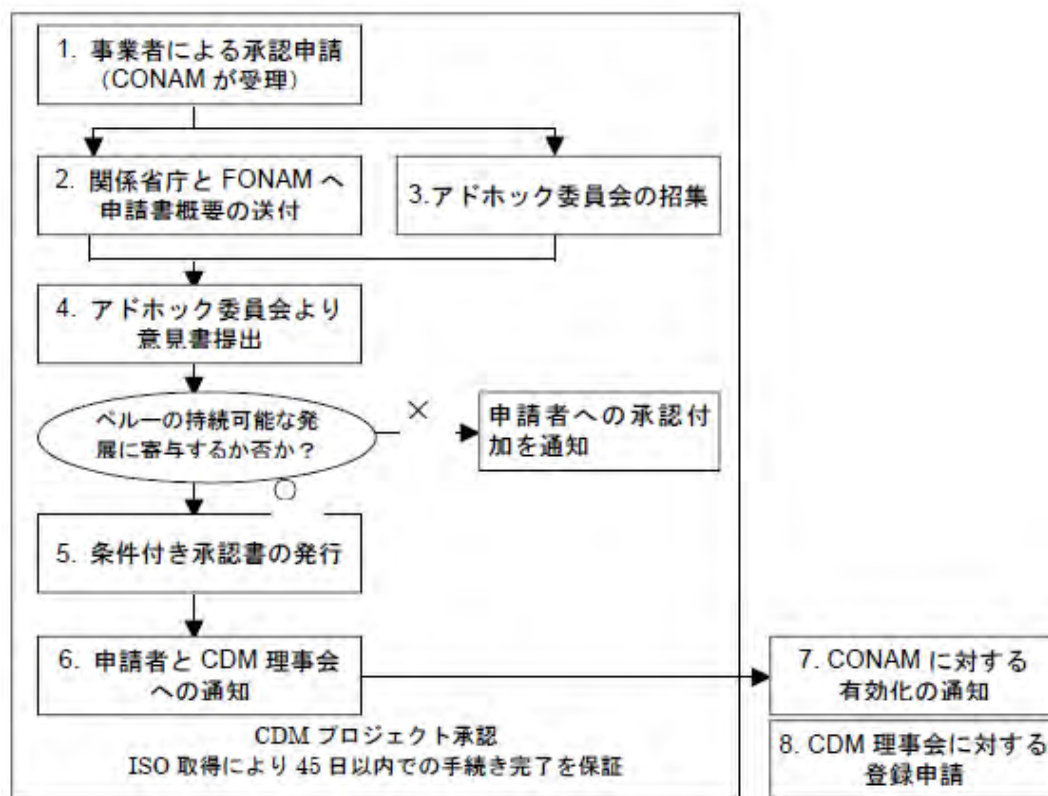 1. 事業者による承認申請
（CONAM が受理）
2. 関係省庁と FONAM へ
申請書概要の送付
3.アドホック委員会の招集
4. アドホック委員会より
意見書提出
ペルーの持続可能な発
展に寄与するか否か？
×
申請者への承認付
加を通知
○
5. 条件付き承認書の発行
6. 申請者と CDM 理事会
への通知
7. CONAM に対する
有効化の通知
CDM プロジェクト承認
ISO 取得により 45 日以内での手続き完了を保証
8. CDM 理事会に対する
登録申請